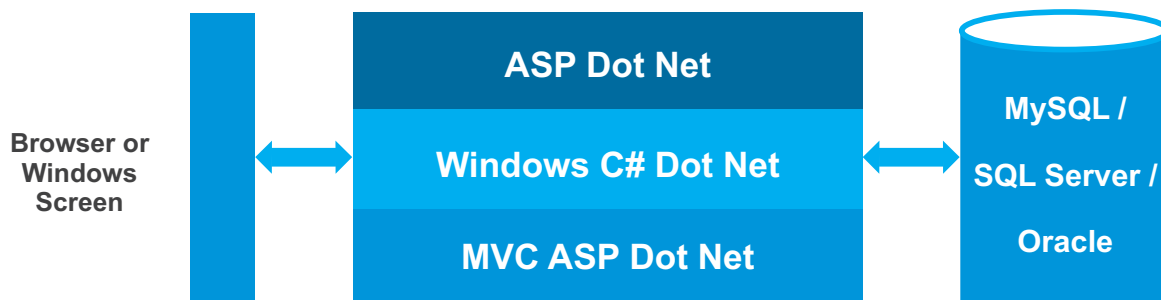 Browser or
Windows
Screen
ASP Dot Net
Windows C# Dot Net
MVC ASP Dot Net
MySQL /
SQL Server /
Oracle